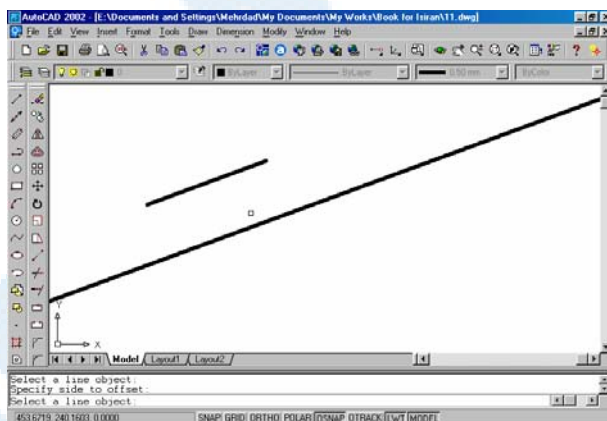 AutoCAD 2002 - [E:\Documents and Settings\Mehrdad\My Documents\My Works\Book for Isiran\11.dwg]
File Edit View Insert Format Tools Draw Dimension Modify Window Help
0 ByLayer ByLayer 0.50 mm ByColor
Y
X
Model Layout1 Layout2
Select a line object:
Specify side to offset:
Select a line object:
453.6719, 240.1603, 0.0000 SNAP GRID ORTHO POLAR OSNAP OTRACK LWT MODEL